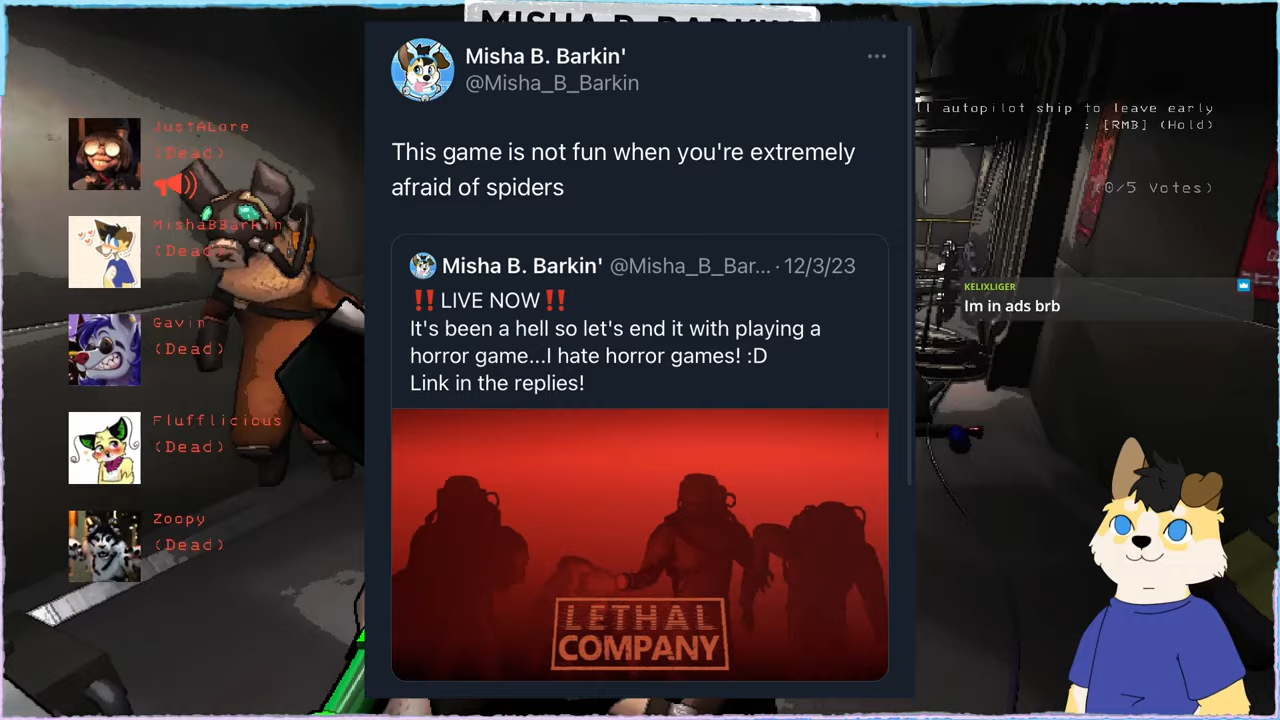 MISHA B. BARKIN
Misha B. Barkin'
@Misha_B_Barkin
This game is not fun when you're extremely
afraid of spiders
Misha B. Barkin' @Misha_B_Bar... · 12/3/23
‼️LIVE NOW‼️
It's been a hell so let's end it with playing a
horror game...I hate horror games! :D
Link in the replies!
LETHAL
COMPANY
JustALore
(Dead)
MishaBBarkin
(Dead)
Gavin
(Dead)
Flufflicious
(Dead)
Zoopy
(Dead)
autopilot ship to leave early
: [RMB] (Hold)
(0/5 Votes)
KELIXLIGER
Im in ads brb